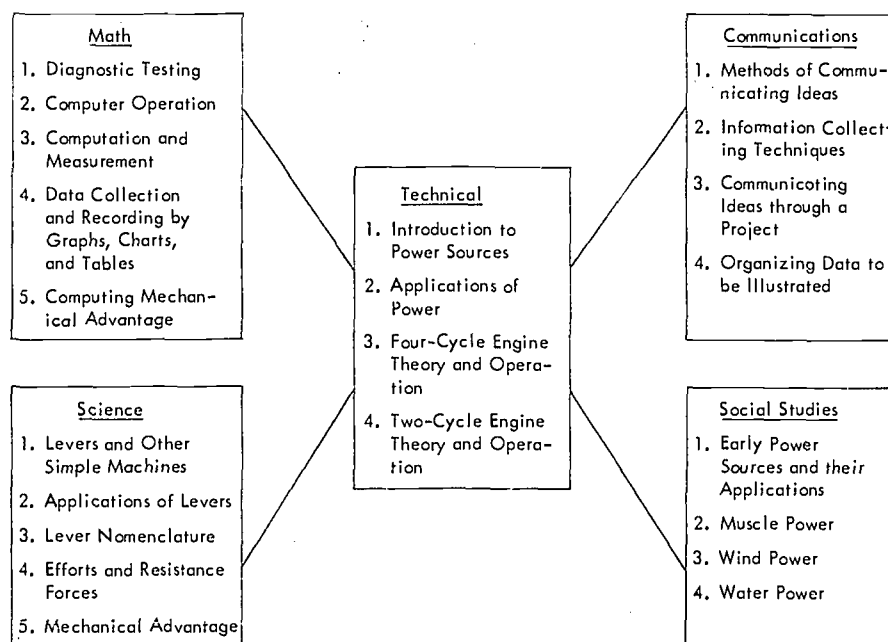 Math
1. Diagnostic Testing
2. Computer Operation
3. Computation and
Measurement
4. Data Collection
and Recording by
Graphs, Charts,
and Tables
5. Computing Mechan-
ical Advantage
Communications
1. Methods of Commu-
nicating Ideas
2. Information Collect-
ing Techniques
3. Communicoting
Ideas through a
Project
4. Organizing Data to
be Illustrated
Technical
1. Introduction to
Power Sources
2. Applications of
Power
3. Four-Cycle Engine
Theory and Opera-
tion
4. Two-Cycle Engine
Theory and Opera-
tion
Science
1. Levers and Other
Simple Machines
2. Applications of Levers
3. Lever Nomenclature
4. Efforts and Resistance
Forces
5. Mechanical Advantage
Social Studies
1. Early Power
Sources and their
Applications
2. Muscle Power
3. Wind Power
4. Water Power